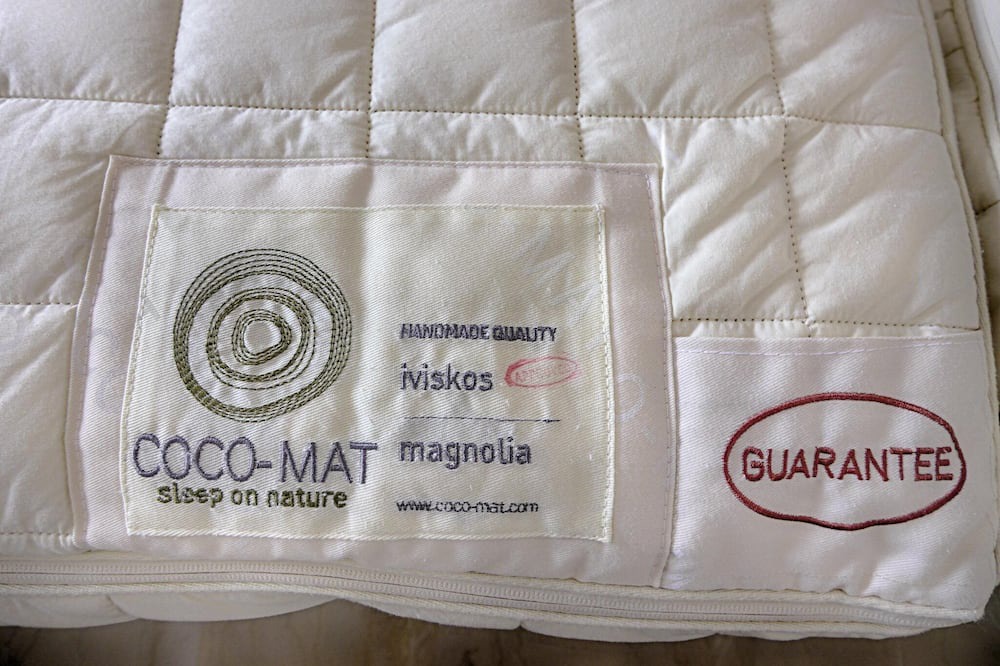 HANDMADE QUALITY
iviskos
magnolia
COCO-MAT
sleep on nature
www.coco-mat.com
GUARANTEE